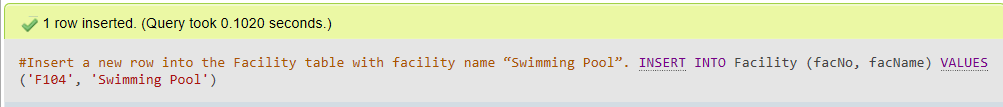 1 row inserted. (Query took 0.1020 seconds.)
#Insert a new row into the Facility table with facility name “Swimming Pool”. INSERT INTO Facility (facNo, facName) VALUES
('F104', 'Swimming Pool')